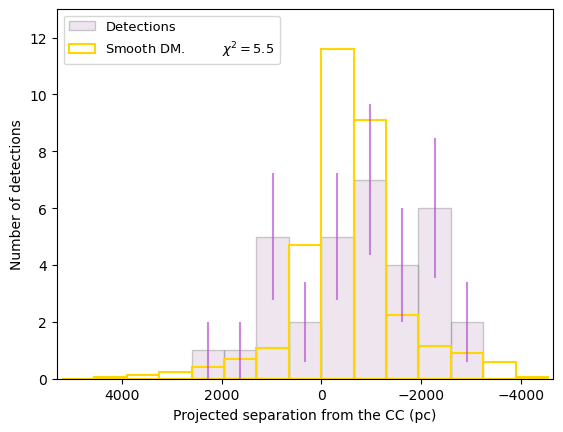 Detections
Smooth DM. χ² = 5.5
12
10
8
6
4
2
0
Number of detections
4000 2000 0 −2000 −4000
Projected separation from the CC (pc)